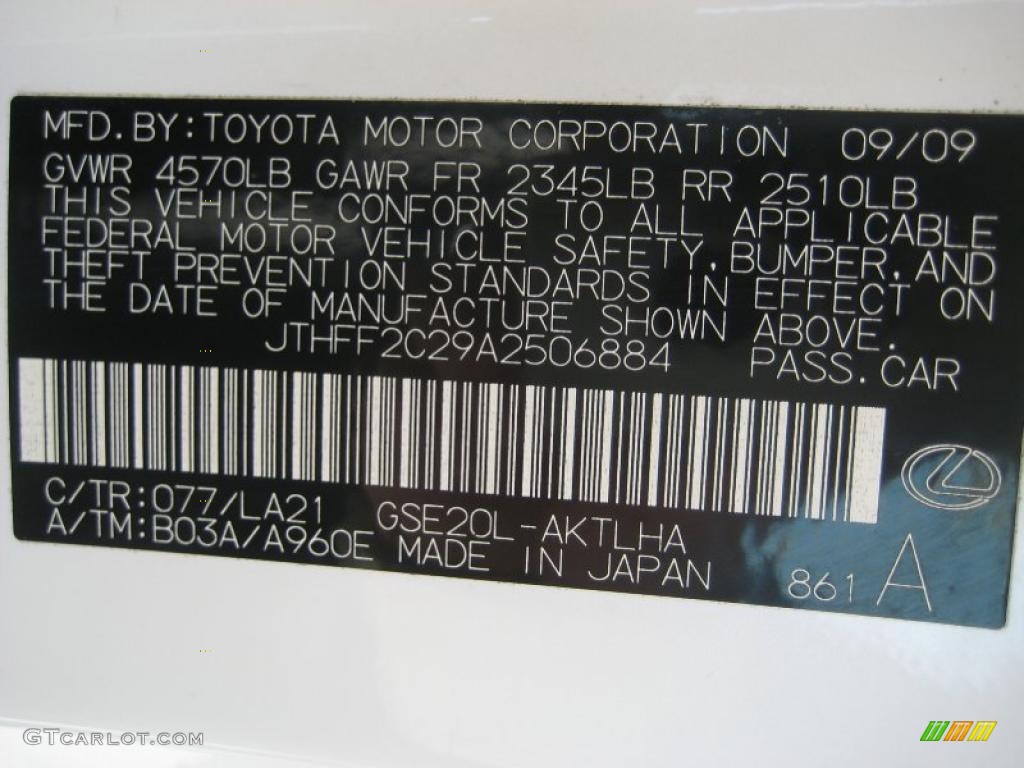 MFD. BY: TOYOTA MOTOR CORPORATION 09/09
GVWR 4570LB GAWR FR 2345LB RR 2510LB
THIS VEHICLE CONFORMS TO ALL APPLICABLE
FEDERAL MOTOR VEHICLE SAFETY, BUMPER, AND
THEFT PREVENTION STANDARDS IN EFFECT ON
THE DATE OF MANUFACTURE SHOWN ABOVE.
JTHFF2C29A2506884 PASS. CAR
C/TR: 077/LA21 GSE20L-AKTLHA
A/TM: B03A/A960E MADE IN JAPAN 861 A
GTCARLOT.COM